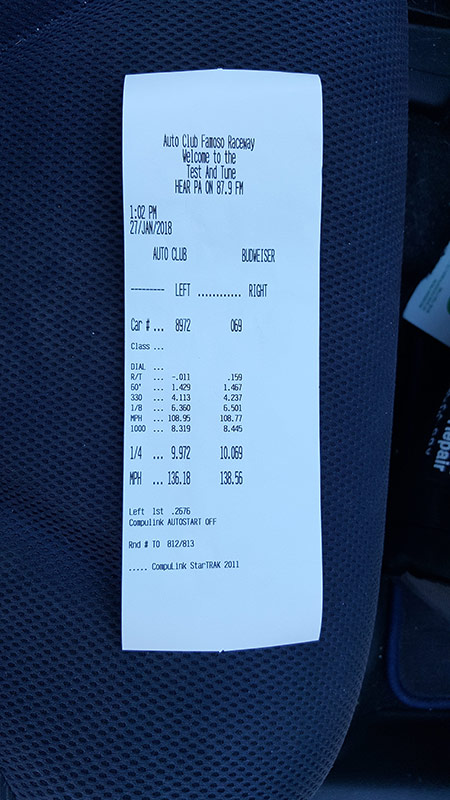 Auto Club Famoso Raceway
Welcome to the
Test And Tune
HEAR PA ON 87.9 FM
1:02 PM
27/JAN/2018
AUTO CLUB BUDWEISER
--------- LEFT ............ RIGHT
Car # ... 8972 069
Class ...
DIAL ...
R/T ... -.011 .159
60' ... 1.429 1.467
330 ... 4.113 4.237
1/8 ... 6.360 6.501
MPH ... 108.95 108.77
1000 ... 8.319 8.445
1/4 ... 9.972 10.069
MPH ... 136.18 138.56
Left 1st .2676
Compulink AUTOSTART OFF
Rnd # TO 812/813
..... CompuLink StarTRAK 2011
Repair